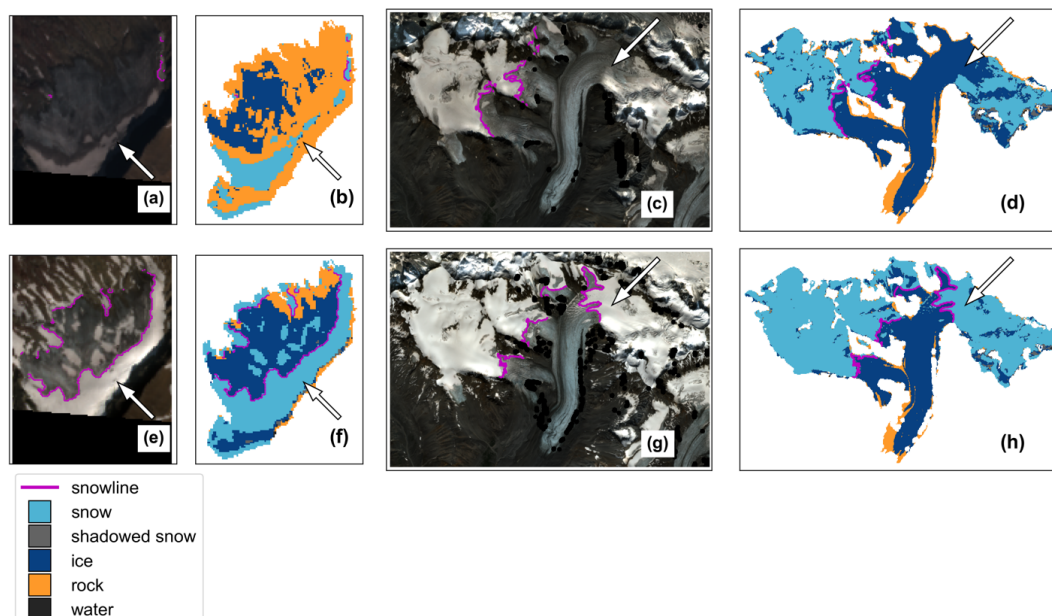 (a)
(b)
(c)
(d)
(e)
(f)
(g)
(h)
snowline
snow
shadowed snow
ice
rock
water